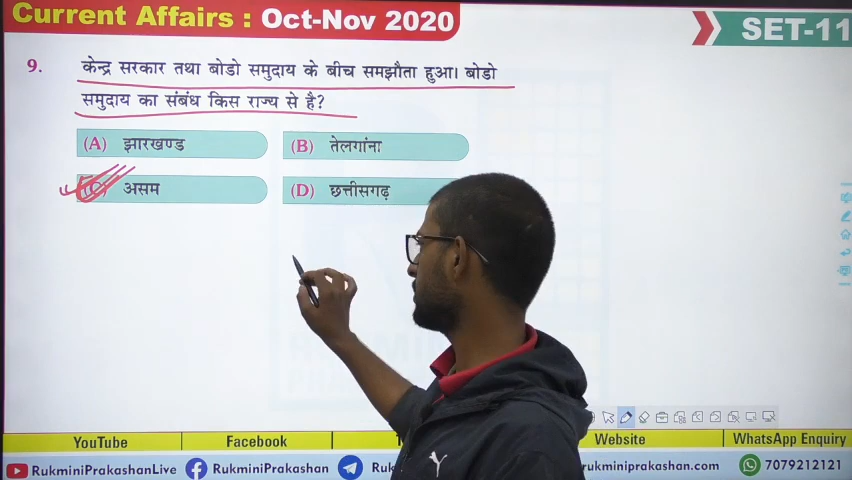 Current Affairs : Oct-Nov 2020
SET-11
9. केन्द्र सरकार तथा बोडो समुदाय के बीच समझौता हुआ। बोडो
समुदाय का संबंध किस राज्य से है?
(A) झारखण्ड
(B) तेलगांना
(C) असम
(D) छत्तीसगढ़
YouTube
Facebook
Website
WhatsApp Enquiry
RukminiPrakashanLive
RukminiPrakashan
rukminiprakashan.com
7079212121